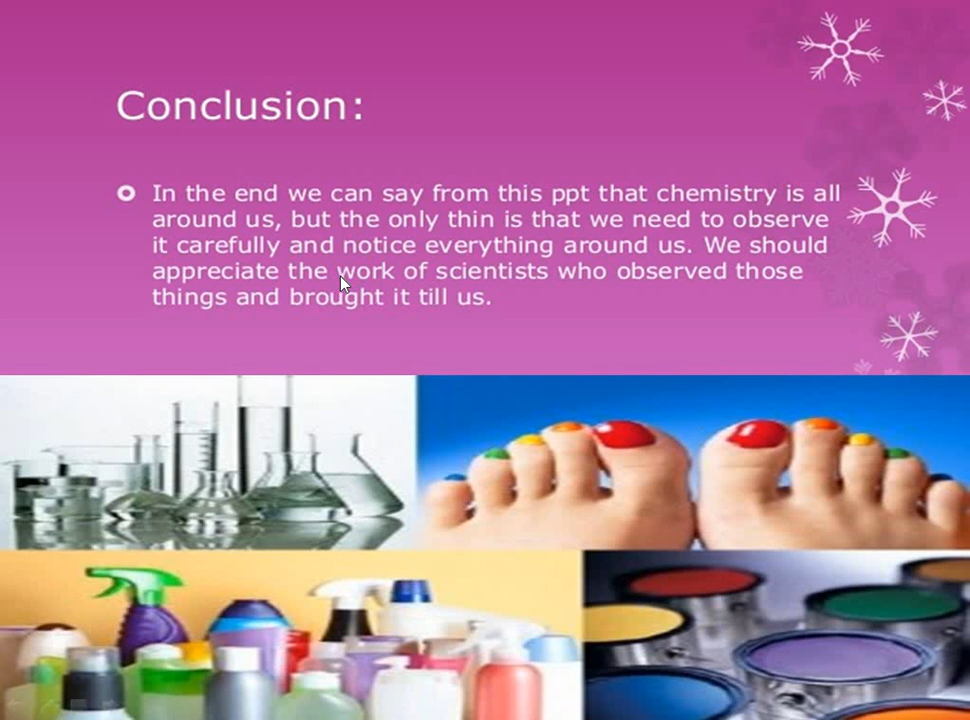 Conclusion:
In the end we can say from this ppt that chemistry is all
around us, but the only thin is that we need to observe
it carefully and notice everything around us. We should
appreciate the work of scientists who observed those
things and brought it till us.